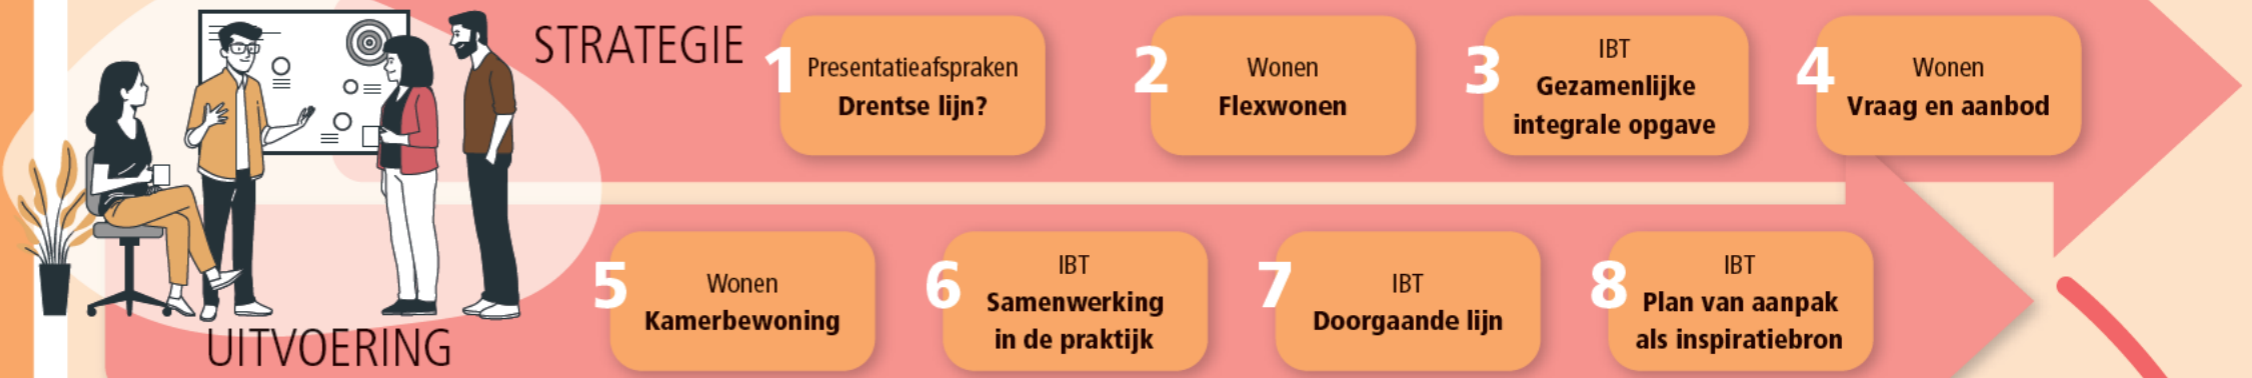 STRATEGIE
1
Presentatieafspraken
Drentse lijn?
2
Wonen
Flexwonen
3
IBT
Gezamenlijke
integrale opgave
4
Wonen
Vraag en aanbod
UITVOERING
5
Wonen
Kamerbewoning
6
IBT
Samenwerking
in de praktijk
7
IBT
Doorgaande lijn
8
IBT
Plan van aanpak
als inspiratiebron